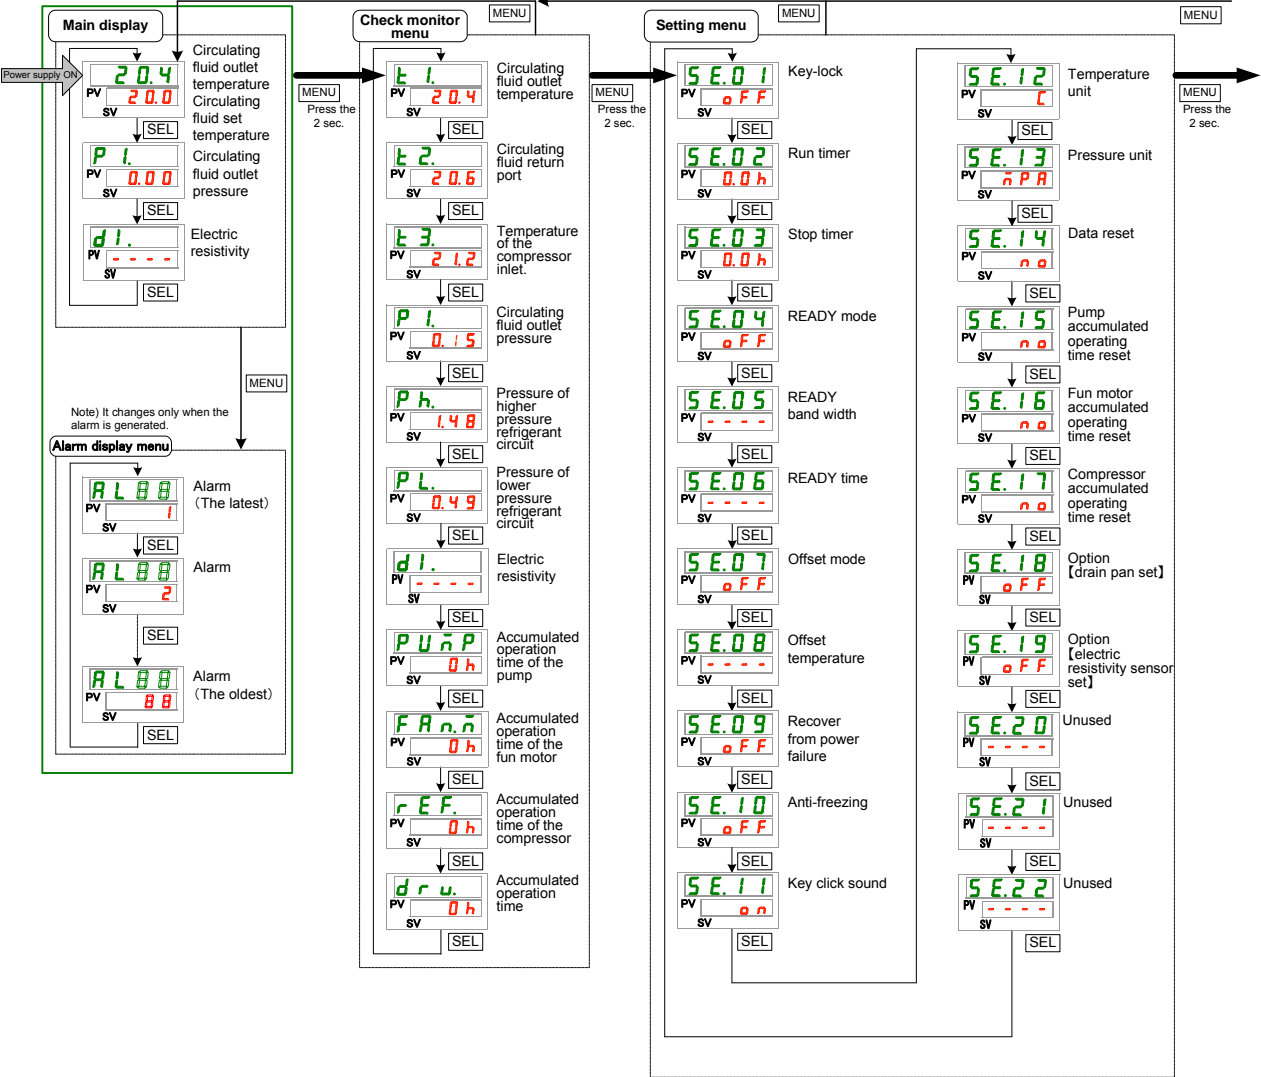 MENU
MENU
MENU
Main display
Power supply ON
20.4
PV
20.0
SV
Circulating
fluid outlet
temperature
Circulating
fluid set
temperature
SEL
P 1.
PV
0.00
SV
Circulating
fluid outlet
pressure
SEL
d1.
PV
- - - -
SV
Electric
resistivity
SEL
MENU
Note) It changes only when the
alarm is generated.
Alarm display menu
AL88
PV
1
SV
Alarm
（The latest）
SEL
AL88
PV
2
SV
Alarm
SEL
AL88
PV
88
SV
Alarm
（The oldest）
SEL
MENU
Press the
2 sec.
Check monitor
menu
t 1.
PV
20.4
SV
Circulating
fluid outlet
temperature
SEL
t 2.
PV
20.6
SV
Circulating
fluid return
port
SEL
t 3.
PV
21.2
SV
Temperature
of the
compressor
inlet.
SEL
P 1.
PV
0.15
SV
Circulating
fluid outlet
pressure
SEL
P h.
PV
1.48
SV
Pressure of
higher
pressure
refrigerant
circuit
SEL
P L.
PV
0.49
SV
Pressure of
lower
pressure
refrigerant
circuit
SEL
d1.
PV
- - - -
SV
Electric
resistivity
SEL
PUmP
PV
0h
SV
Accumulated
operation
time of the
pump
SEL
FAn.m
PV
0h
SV
Accumulated
operation
time of the
fun motor
SEL
rEF.
PV
0h
SV
Accumulated
operation
time of the
compressor
SEL
dru.
PV
0h
SV
Accumulated
operation
time
SEL
MENU
Press the
2 sec.
Setting menu
SE.01
PV
oFF
SV
Key-lock
SEL
SE.02
PV
0.0h
SV
Run timer
SEL
SE.03
PV
0.0h
SV
Stop timer
SEL
SE.04
PV
oFF
SV
READY mode
SEL
SE.05
PV
- - - -
SV
READY
band width
SEL
SE.06
PV
- - - -
SV
READY time
SEL
SE.07
PV
oFF
SV
Offset mode
SEL
SE.08
PV
- - - -
SV
Offset
temperature
SEL
SE.09
PV
oFF
SV
Recover
from power
failure
SEL
SE.10
PV
oFF
SV
Anti-freezing
SEL
SE.11
PV
on
SV
Key click sound
SEL
SE.12
PV
C
SV
Temperature
unit
SEL
SE.13
PV
mPA
SV
Pressure unit
SEL
SE.14
PV
no
SV
Data reset
SEL
SE.15
PV
no
SV
Pump
accumulated
operating
time reset
SEL
SE.16
PV
no
SV
Fun motor
accumulated
operating
time reset
SEL
SE.17
PV
no
SV
Compressor
accumulated
operating
time reset
SEL
SE.18
PV
oFF
SV
Option
【drain pan set】
SEL
SE.19
PV
oFF
SV
Option
【electric
resistivity sensor
set】
SEL
SE.20
PV
- - - -
SV
Unused
SEL
SE.21
PV
- - - -
SV
Unused
SEL
SE.22
PV
- - - -
SV
Unused
SEL
MENU
Press the
2 sec.